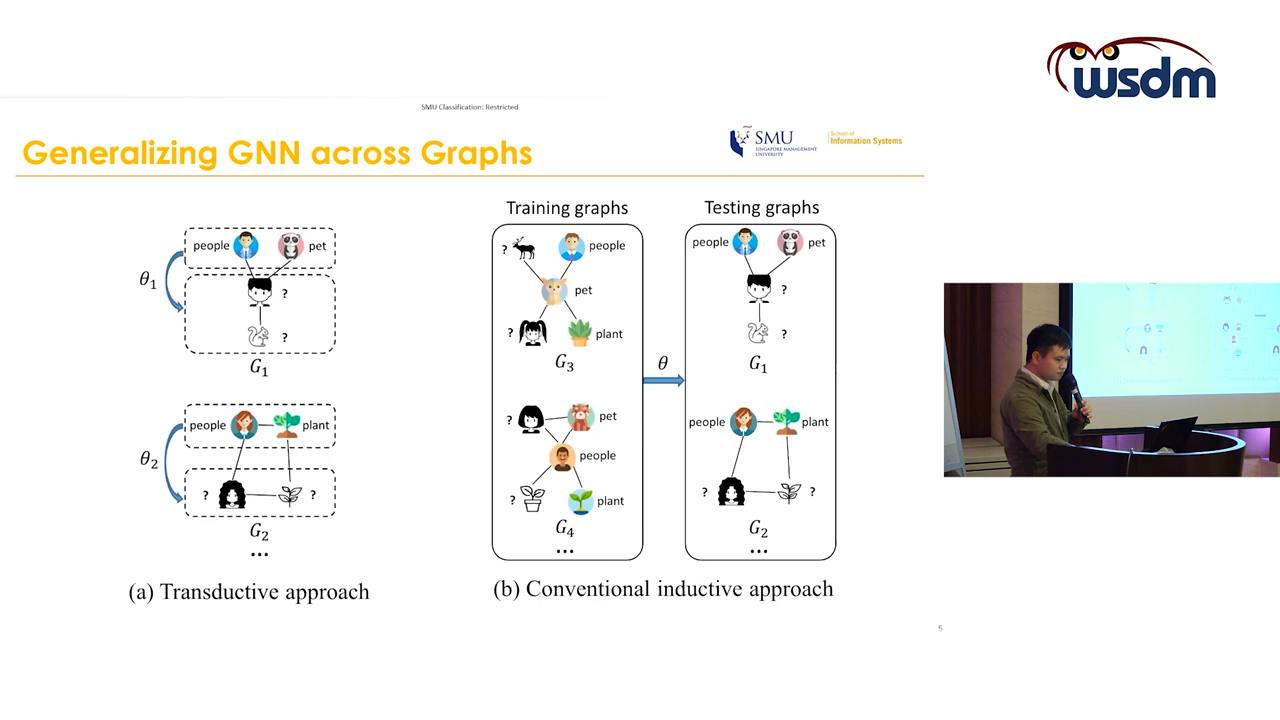 wsdm
SMU Classification: Restricted
Generalizing GNN across Graphs
SMU
SINGAPORE MANAGEMENT
UNIVERSITY
School of
Information Systems
Training graphs
Testing graphs
people
pet
θ₁
?
?
G₁
people
plant
θ₂
?
?
G₂
...
(a) Transductive approach
?
people
pet
?
plant
G₃
?
pet
people
?
plant
G₄
...
θ
people
pet
?
?
G₁
people
plant
?
?
G₂
...
(b) Conventional inductive approach
5